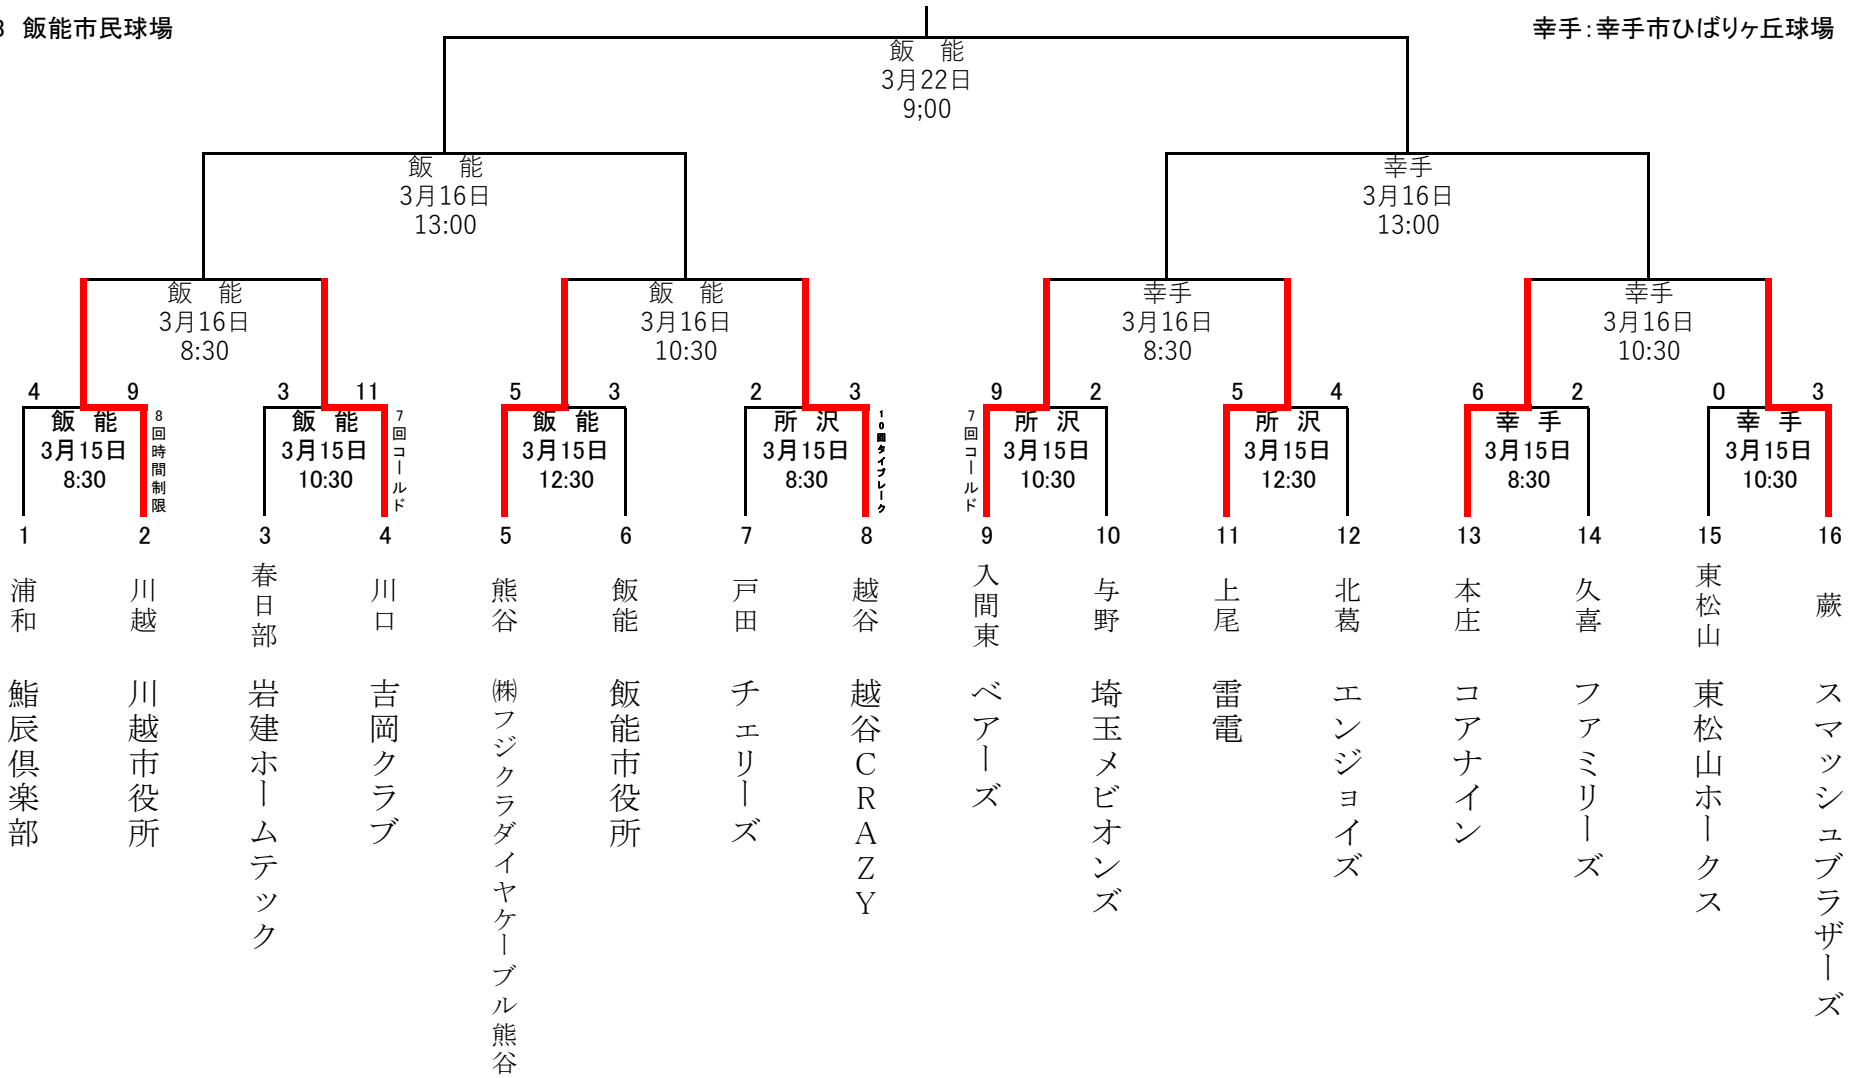 飯能市民球場
幸手：幸手市ひばりヶ丘球場
飯　能
3月22日
9;00
飯　能
3月16日
13:00
幸手
3月16日
13:00
飯　能
3月16日
8:30
飯　能
3月16日
10:30
幸手
3月16日
8:30
幸手
3月16日
10:30
4 9
飯 能
3月15日
8:30
8回時間制限
3 11
飯 能
3月15日
10:30
7回コールド
5 3
飯 能
3月15日
12:30
2 3
所 沢
3月15日
8:30
10回タイブレーク
9 2
7回コールド
所 沢
3月15日
10:30
5 4
所 沢
3月15日
12:30
6 2
幸 手
3月15日
8:30
0 3
幸 手
3月15日
10:30
1 2 3 4 5 6 7 8 9 10 11 12 13 14 15 16
浦和
川越
春日部
川口
熊谷
飯能
戸田
越谷
入間東
与野
上尾
北葛
本庄
久喜
東松山
蕨
鮨辰倶楽部
川越市役所
岩建ホームテック
吉岡クラブ
㈱フジクラダイヤケーブル熊谷
飯能市役所
チェリーズ
越谷CRAZY
ベアーズ
埼玉メビオンズ
雷電
エンジョイズ
コアナイン
ファミリーズ
東松山ホークス
スマッシュブラザーズ